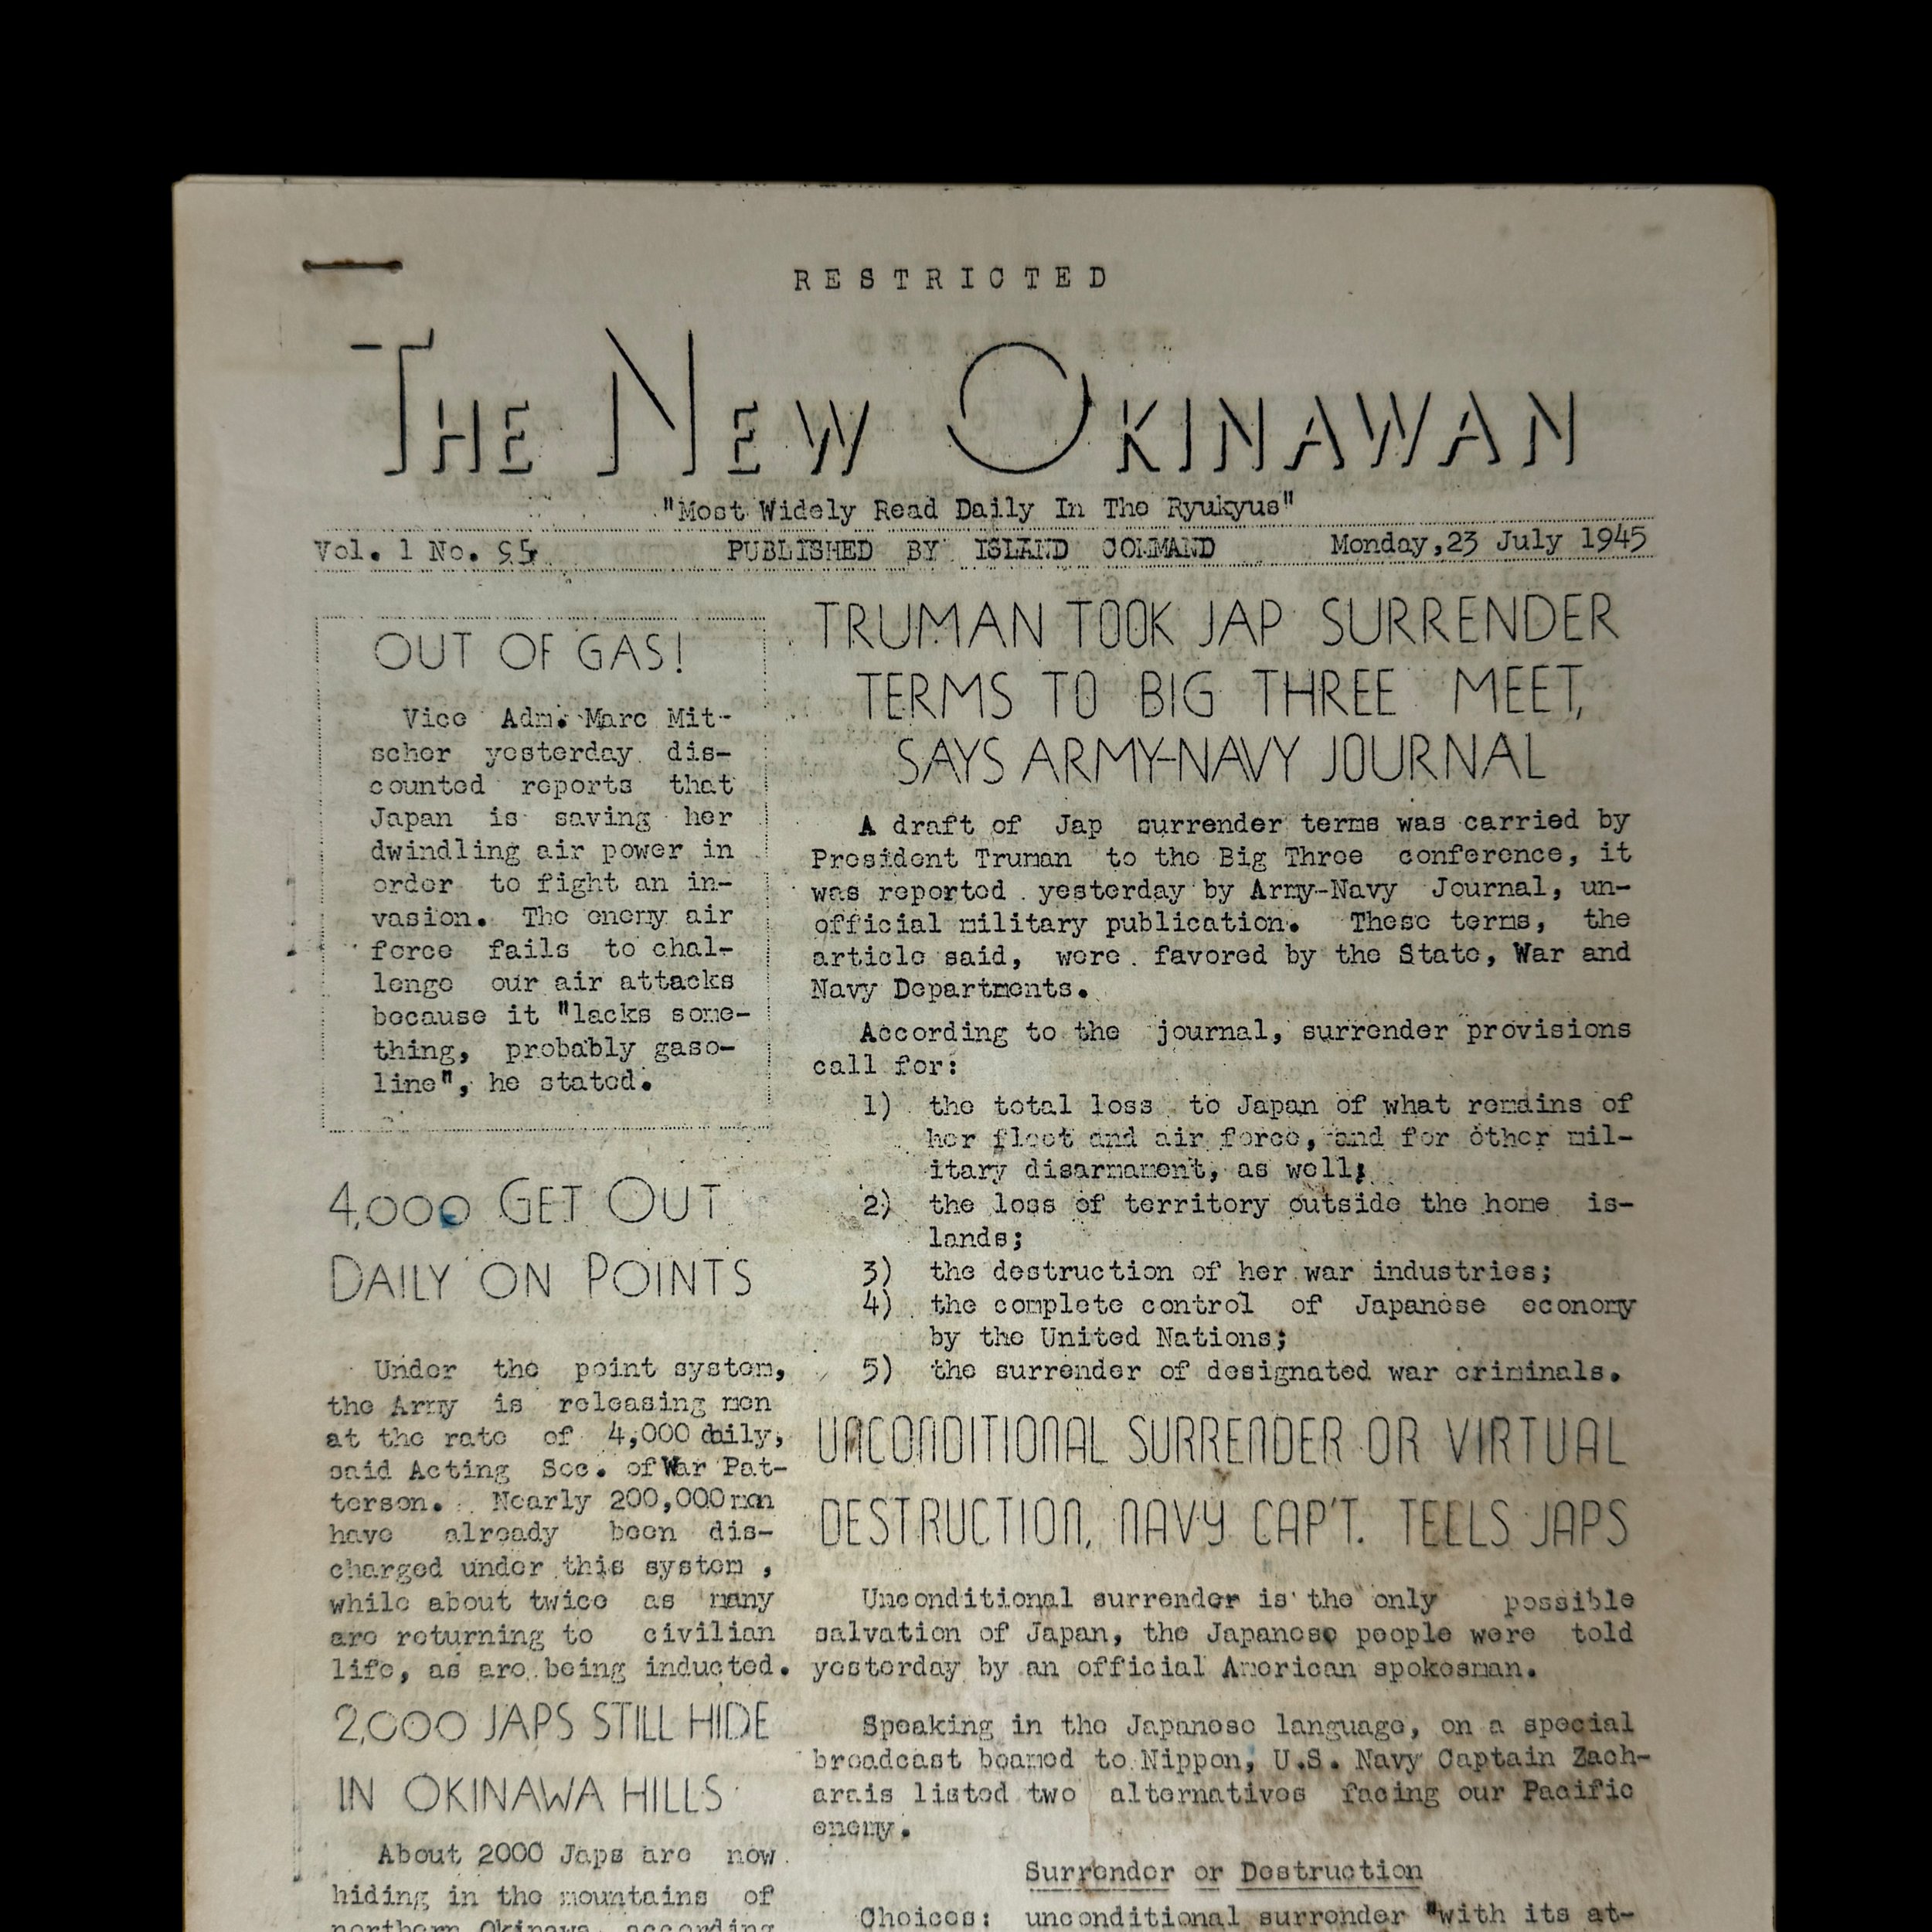 RESTRICTED
THE NEW OKINAWAN
"Most Widely Read Daily In The Ryukyus"
Vol. 1 No. 95 PUBLISHED BY ISLAND COMMAND Monday,23 July 1945
OUT OF GAS!
Vice Adm. Marc Mit-
scher yesterday dis-
counted reports that
Japan is saving her
dwindling air power in
order to fight an in-
vasion. The enemy air
force fails to chal-
lenge our air attacks
because it "lacks some-
thing, probably gaso-
line", he stated.
4,000 GET OUT
DAILY ON POINTS
Under the point system,
the Army is releasing men
at the rate of 4,000 daily,
said Acting Sec. of War Pat-
terson. Nearly 200,000 men
have already been dis-
charged under this system ,
while about twice as many
are returning to civilian
life, as are being inducted.
2,000 JAPS STILL HIDE
IN OKINAWA HILLS
About 2000 Japs are now
hiding in the mountains of
northern Okinawa, according
TRUMAN TOOK JAP SURRENDER
TERMS TO BIG THREE MEET,
SAYS ARMY-NAVY JOURNAL
A draft of Jap surrender terms was carried by
President Truman to the Big Three conference, it
was reported yesterday by Army-Navy Journal, un-
official military publication. These terms, the
article said, were favored by the State, War and
Navy Departments.
According to the journal, surrender provisions
call for:
1) the total loss to Japan of what remains of
her fleet and air force, and for other mil-
itary disarmament, as well;
2) the loss of territory outside the home is-
lands;
3) the destruction of her war industries;
4) the complete control of Japanese economy
by the United Nations;
5) the surrender of designated war criminals.
UNCONDITIONAL SURRENDER OR VIRTUAL
DESTRUCTION, NAVY CAP'T. TELLS JAPS
Unconditional surrender is the only possible
salvation of Japan, the Japanese people were told
yesterday by an official American spokesman.
Speaking in the Japanese language, on a special
broadcast beamed to Nippon, U.S. Navy Captain Zach-
arais listed two alternatives facing our Pacific
enemy.
Surrender or Destruction
Choices: unconditional surrender "with its at-